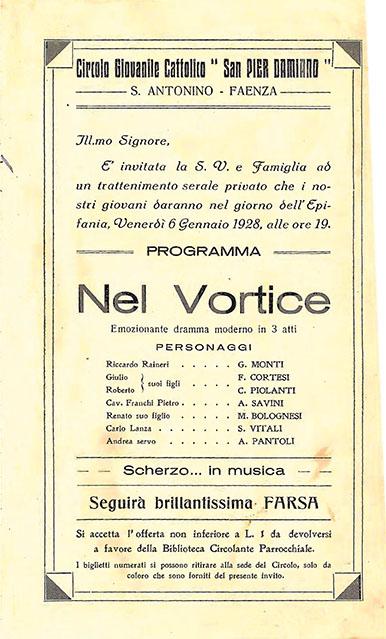 Circolo Giovanile Cattolico " San PIER DAMIANO "
S. ANTONINO - FAENZA
Ill.mo Signore,
E' invitata la S. V. e Famiglia ad
un trattenimento serale privato che i no-
stri giovani daranno nel giorno dell'Epi-
fania, Venerdì 6 Gennaio 1928, alle ore 19.
PROGRAMMA
Nel Vortice
Emozionante dramma moderno in 3 atti
PERSONAGGI
Riccardo Raineri . . . . . G. MONTI
Giulio } suoi figli . . . . F. CORTESI
Roberto } C. PIOLANTI
Cav. Franchi Pietro . . . . . A. SAVINI
Renato suo figlio . . . . . M. BOLOGNESI
Carlo Lanza . . . . . . . S. VITALI
Andrea servo . . . . . . A. PANTOLI
Scherzo... in musica
Seguirà brillantissima FARSA
Si accetta l'offerta non inferiore a L. 1 da devolversi
a favore della Biblioteca Circolante Parrocchiale.
I biglietti numerati si possono ritirare alla sede del Circolo, solo da
coloro che sono forniti del presente invito.